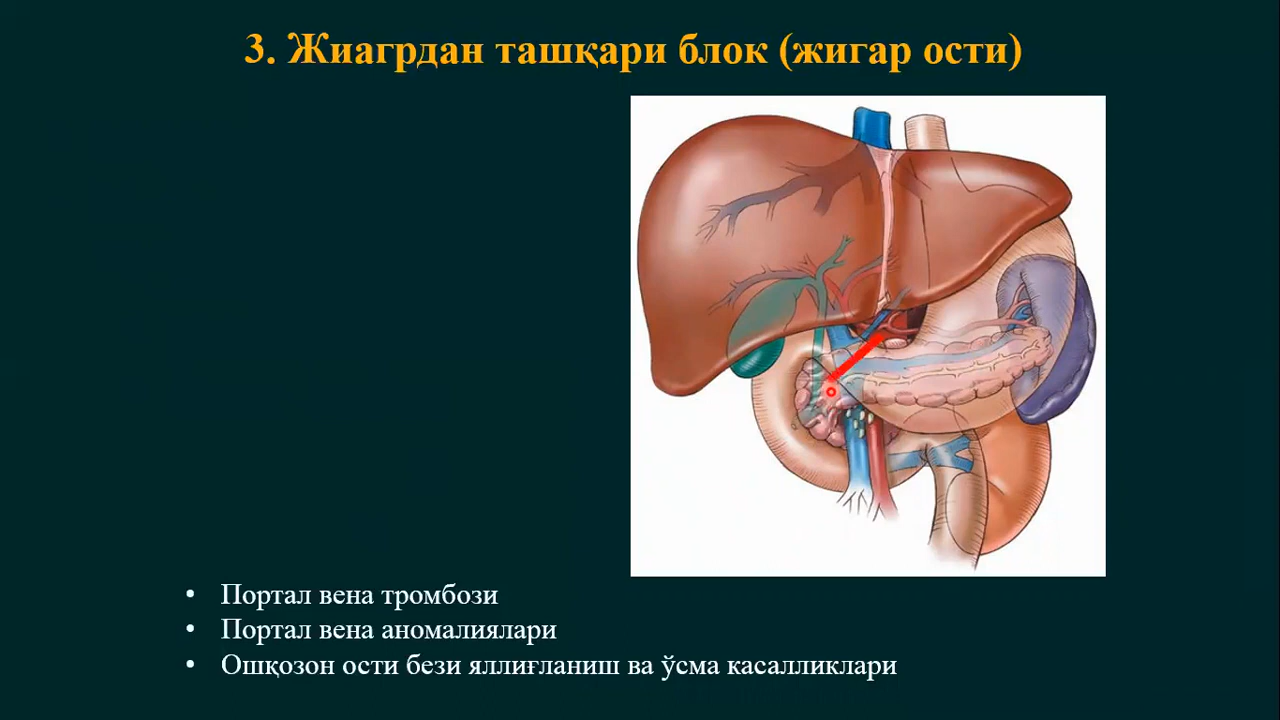 3. Жиагрдан ташқари блок (жигар ости)
• Портал вена тромбози
• Портал вена аномалиялари
• Ошқозон ости бези яллиғланиш ва ўсма касалликлари